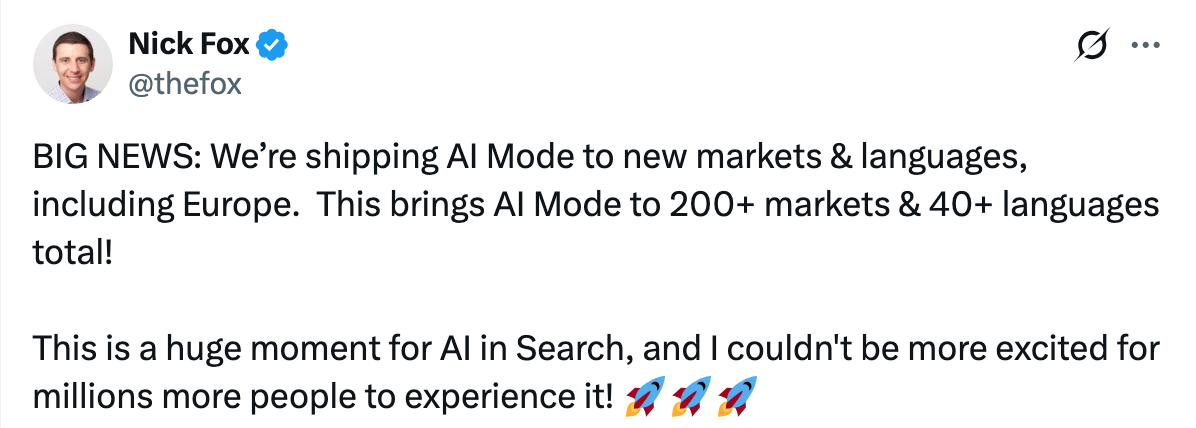 Nick Fox
@thefox
BIG NEWS: We’re shipping AI Mode to new markets & languages,
including Europe.  This brings AI Mode to 200+ markets & 40+ languages
total!
This is a huge moment for AI in Search, and I couldn't be more excited for
millions more people to experience it! 🚀🚀🚀